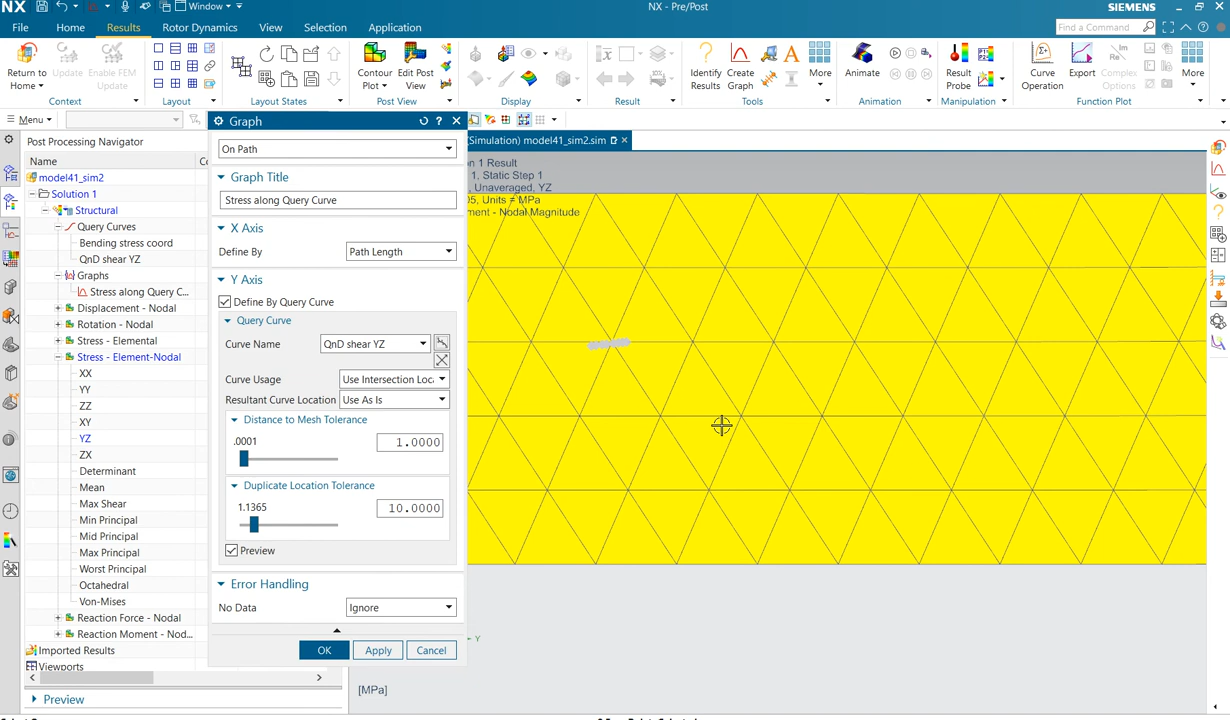 NX
Window
NX - Pre/Post
SIEMENS
File
Home
Results
Rotor Dynamics
View
Selection
Application
Find a Command
Return to Home
Update
Enable FEM Update
Contour Plot
Edit Post View
Identify Results
Create Graph
More
Animate
Result Probe
Curve Operation
Export
Complex Options
More
Context
Layout
Layout States
Post View
Display
Result
Tools
Animation
Manipulation
Function Plot
Menu
Graph
Post Processing Navigator
On Path
(Simulation) model41_sim2.sim
Name
model41_sim2
Solution 1
Structural
Query Curves
Bending stress coord
QnD shear YZ
Graphs
Stress along Query C...
Displacement - Nodal
Rotation - Nodal
Stress - Elemental
Stress - Element-Nodal
XX
YY
ZZ
XY
YZ
ZX
Determinant
Mean
Max Shear
Min Principal
Mid Principal
Max Principal
Worst Principal
Octahedral
Von-Mises
Reaction Force - Nodal
Reaction Moment - Nod...
Imported Results
Viewports
Preview
Graph Title
Stress along Query Curve
X Axis
Define By
Path Length
Y Axis
Define By Query Curve
Query Curve
Curve Name
QnD shear YZ
Curve Usage
Use Intersection Loc
Resultant Curve Location
Use As Is
Distance to Mesh Tolerance
.0001
1.0000
Duplicate Location Tolerance
1.1365
10.0000
Preview
Error Handling
No Data
Ignore
OK
Apply
Cancel
n 1 Result
1, Static Step 1
, Unaveraged, YZ
05, Units = MPa
ment - Nodal Magnitude
Y
[MPa]